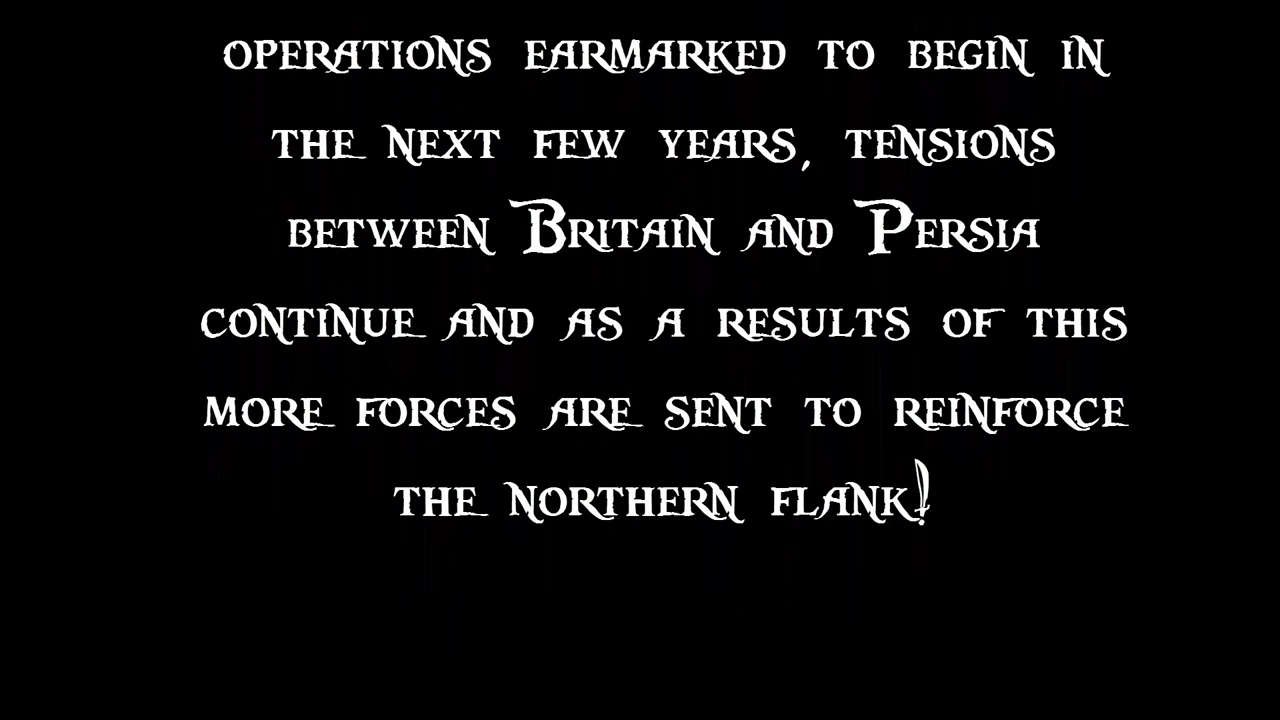 operations earmarked to begin in
the next few years, tensions
between Britain and Persia
continue and as a results of this
more forces are sent to reinforce
the northern flank!